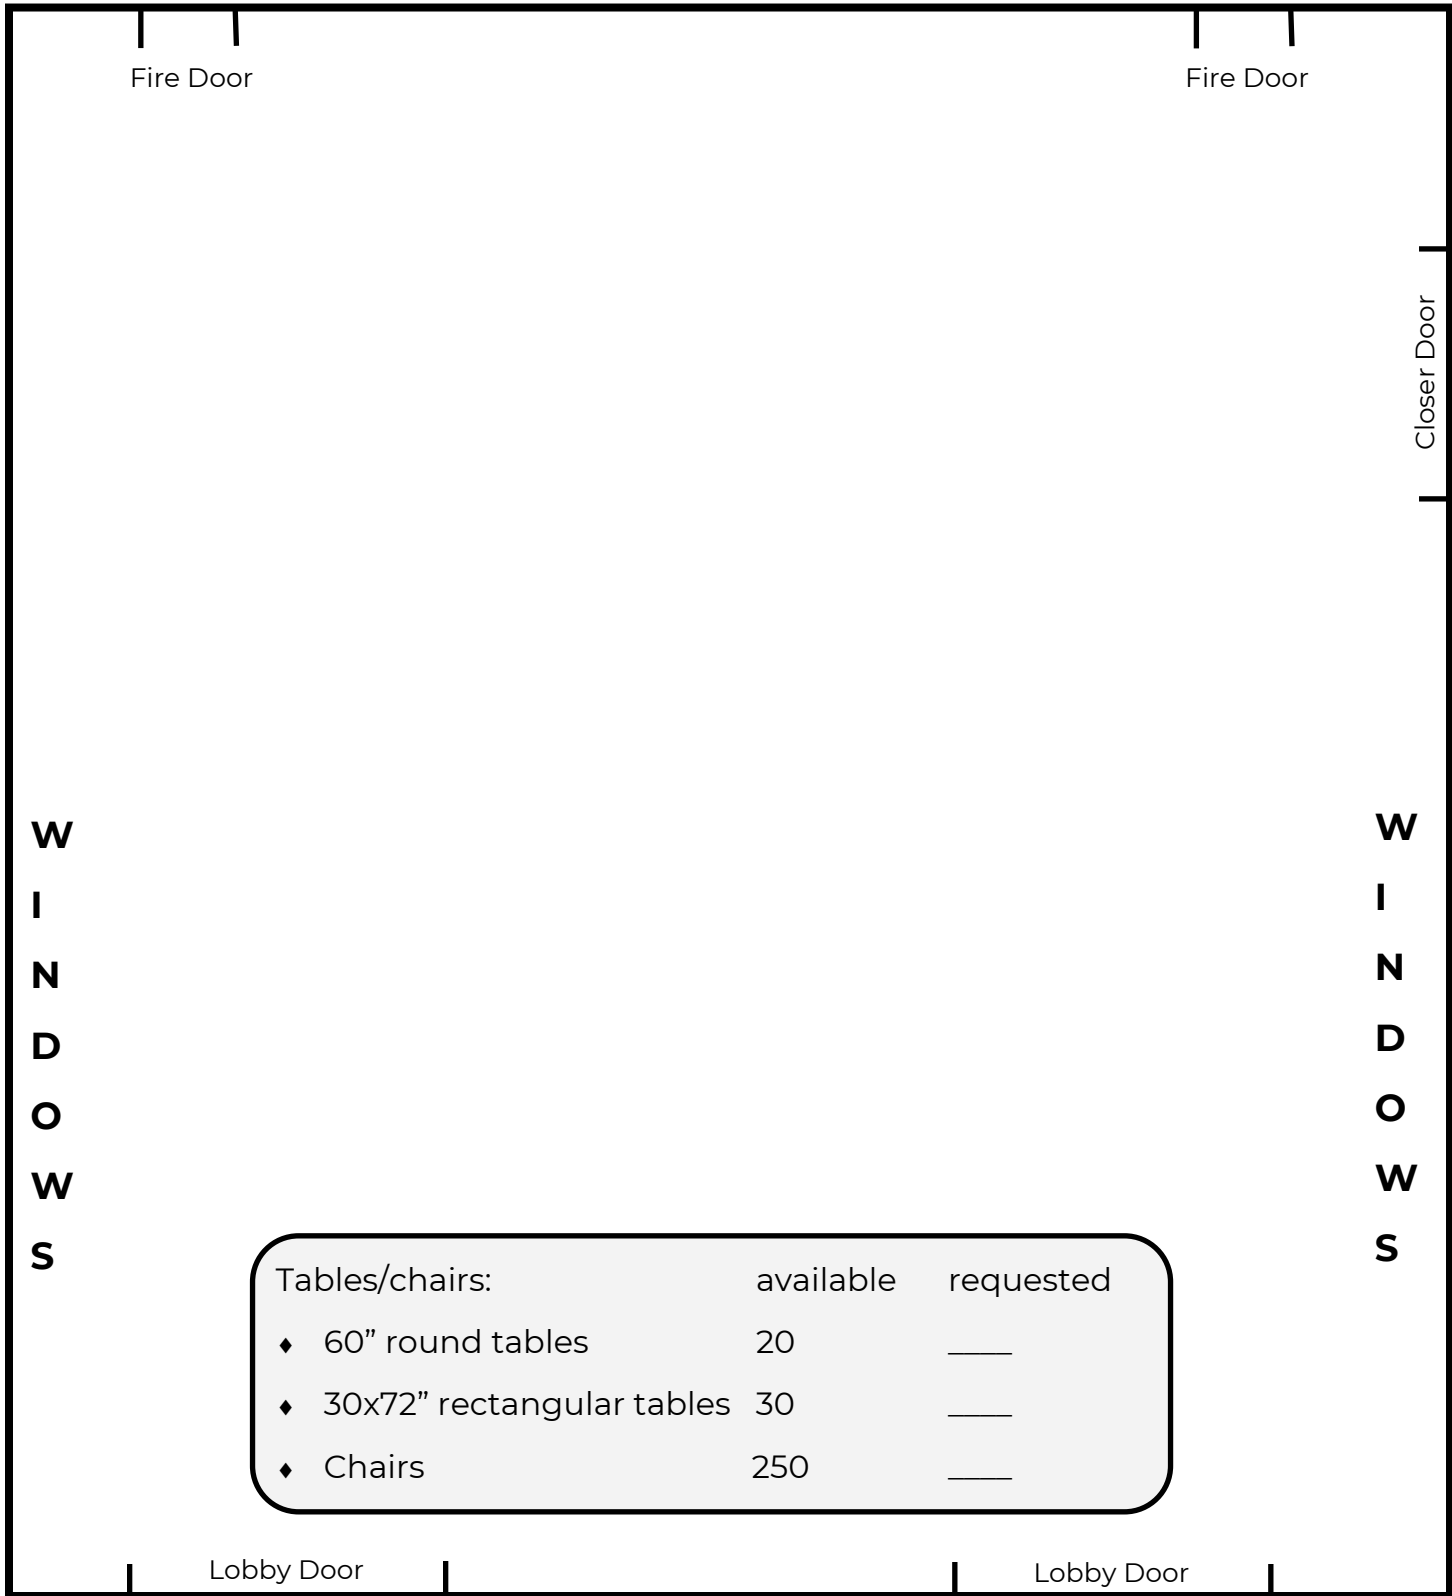 Fire Door
Fire Door
Closer Door
W
I
N
D
O
W
S
W
I
N
D
O
W
S
Tables/chairs: available requested
♦ 60” round tables 20 ____
♦ 30x72” rectangular tables 30 ____
♦ Chairs 250 ____
Lobby Door
Lobby Door